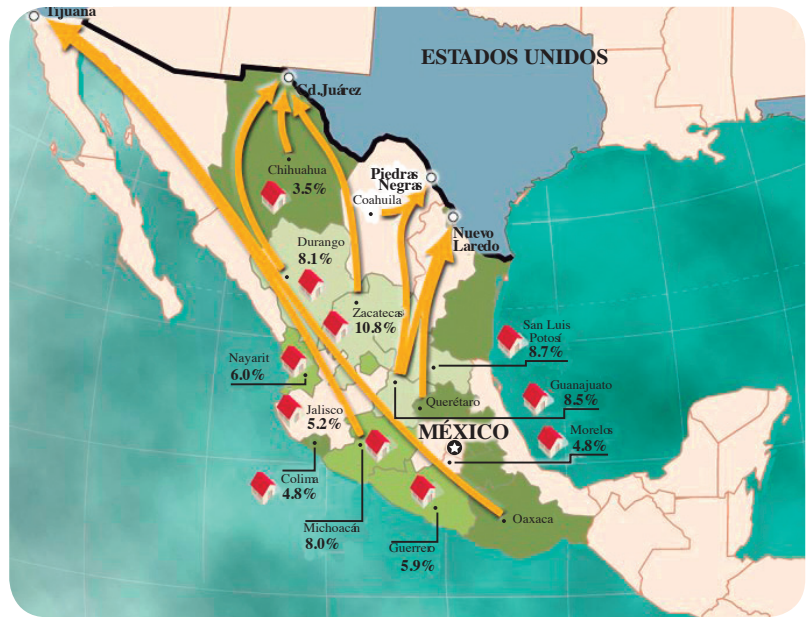 Tijuana
ESTADOS UNIDOS
Cd. Juárez
Chihuahua
3.5%
Piedras
Negras
Coahuila
Nuevo
Laredo
Durango
8.1%
Zacatecas
10.8%
San Luis
Potosí
8.7%
Nayarit
6.0%
Guanajuato
8.5%
Jalisco
5.2%
Querétaro
MÉXICO
Morelos
4.8%
Colima
4.8%
Michoacán
8.0%
Guerrero
5.9%
Oaxaca